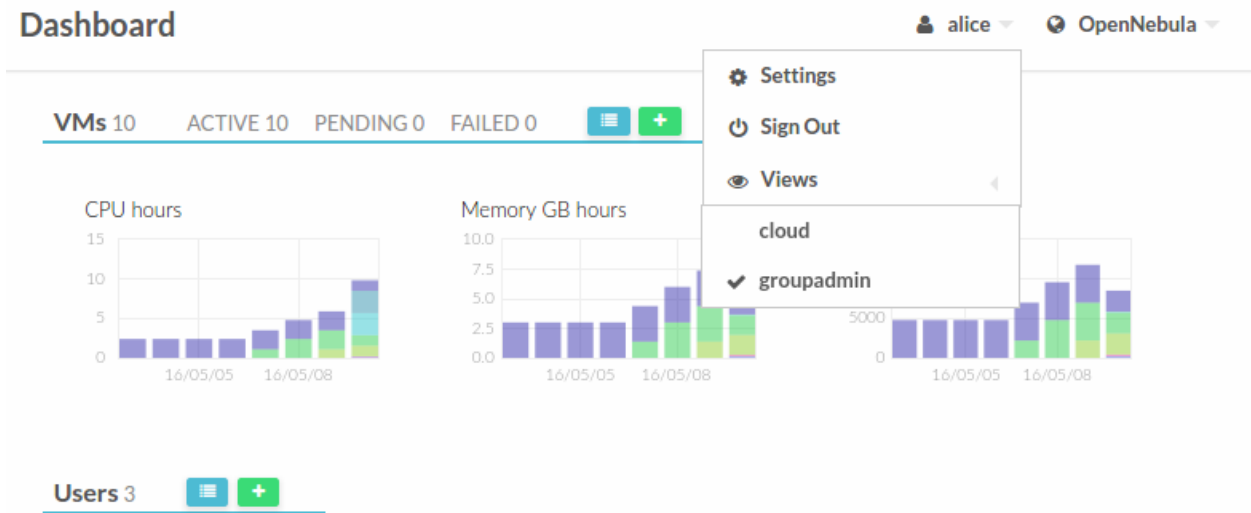 Dashboard
alice
OpenNebula
Settings
Sign Out
Views
cloud
groupadmin
VMs 10 ACTIVE 10 PENDING 0 FAILED 0
CPU hours
15
10
5
0
16/05/05 16/05/08
Memory GB hours
10.0
7.5
5.0
2.5
0.0
16/05/05 16/05/08
5000
0
16/05/05 16/05/08
Users 3